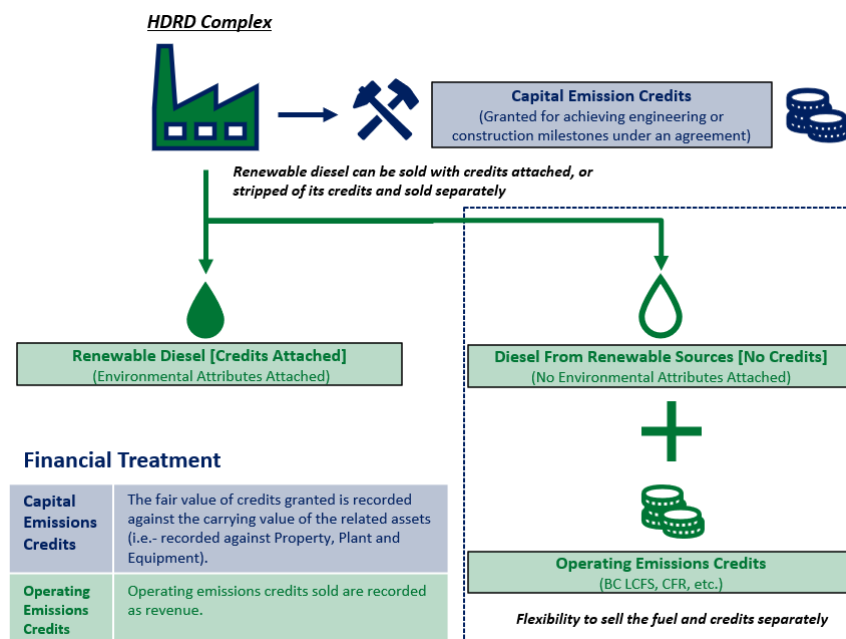 HDRD Complex
Capital Emission Credits
(Granted for achieving engineering or
construction milestones under an agreement)
Renewable diesel can be sold with credits attached, or
stripped of its credits and sold separately
Renewable Diesel [Credits Attached]
(Environmental Attributes Attached)
Diesel From Renewable Sources [No Credits]
(No Environmental Attributes Attached)
Financial Treatment
Capital
Emissions
Credits
The fair value of credits granted is recorded
against the carrying value of the related assets
(i.e.- recorded against Property, Plant and
Equipment).
Operating
Emissions
Credits
Operating emissions credits sold are recorded
as revenue.
Operating Emissions Credits
(BC LCFS, CFR, etc.)
Flexibility to sell the fuel and credits separately